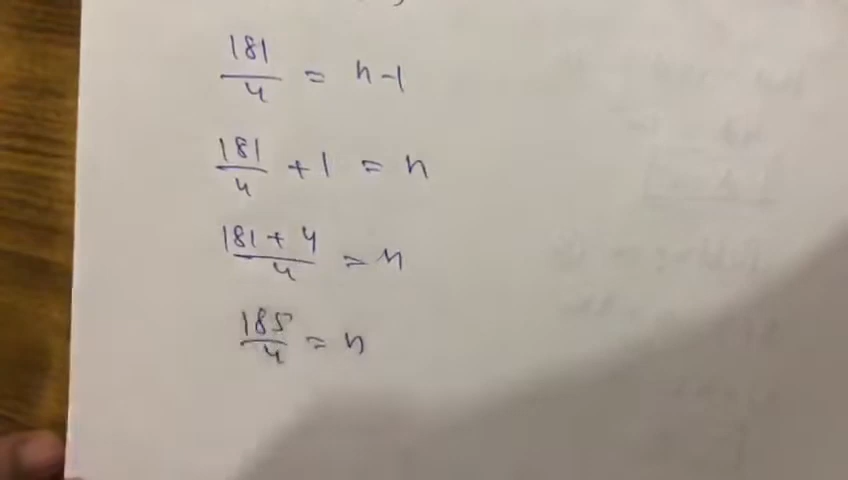 181/4 = n-1
181/4 + 1 = n
181 + 4/4 = n
185/4 = n